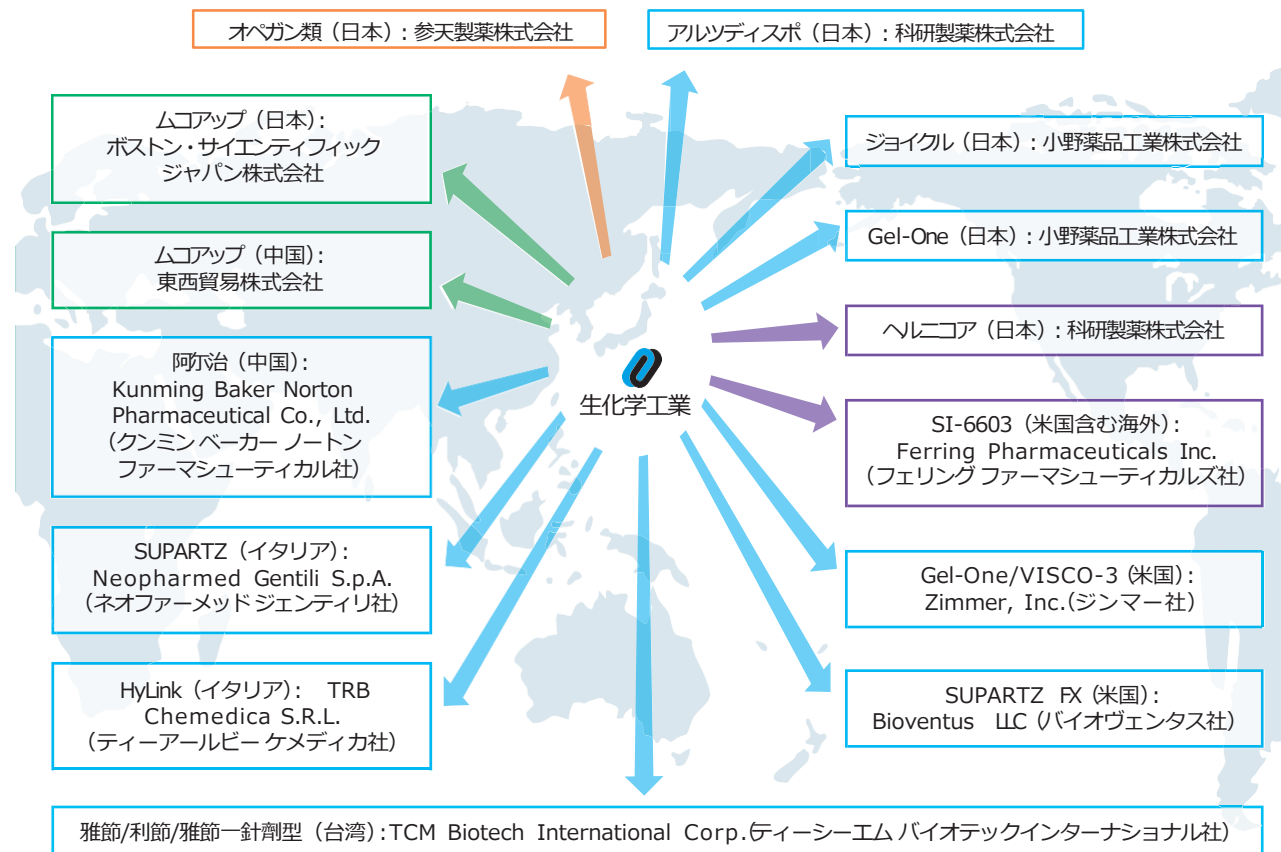 オペガン類（日本）：参天製薬株式会社
アルツディスポ（日本）：科研製薬株式会社
ムコアップ（日本）：
ボストン・サイエンティフィック
ジャパン株式会社
ムコアップ（中国）：
東西貿易株式会社
阿尓治（中国）：
Kunming Baker Norton
Pharmaceutical Co., Ltd.
（クンミン ベーカー ノートン
ファーマシューティカル社）
SUPARTZ（イタリア）：
Neopharmed Gentili S.p.A.
（ネオファーメッド ジェンティリ社）
HyLink（イタリア）： TRB
Chemedica S.R.L.
（ティーアールビー ケメディカ社）
生化学工業
ジョイクル（日本）：小野薬品工業株式会社
Gel-One（日本）：小野薬品工業株式会社
ヘルニコア（日本）：科研製薬株式会社
SI-6603（米国含む海外）：
Ferring Pharmaceuticals Inc.
（フェリング ファーマシューティカルズ社）
Gel-One/VISCO-3（米国）：
Zimmer, Inc.（ジンマー社）
SUPARTZ FX（米国）：
Bioventus LLC（バイオヴェンタス社）
雅節/利節/雅節一針劑型（台湾）：TCM Biotech International Corp.（ティーシーエム バイオテックインターナショナル社）